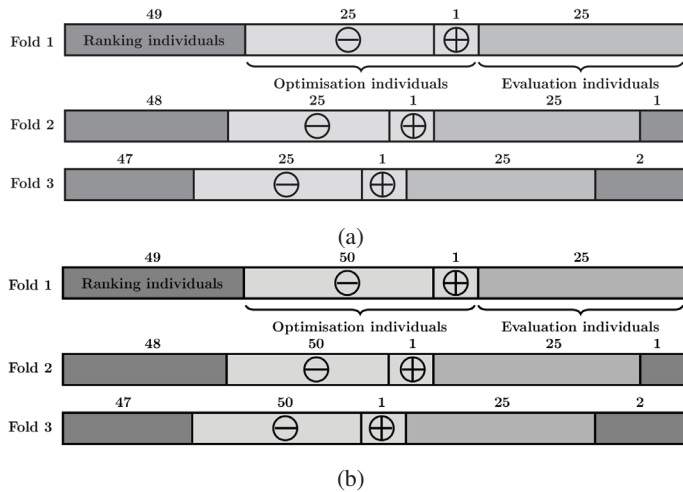 49 25 1 25
Fold 1 Ranking individuals
Optimisation individuals Evaluation individuals
48 25 1 25 1
Fold 2
47 25 1 25 2
Fold 3
(a)
49 50 1 25
Fold 1 Ranking individuals
Optimisation individuals Evaluation individuals
48 50 1 25 1
Fold 2
47 50 1 25 2
Fold 3
(b)